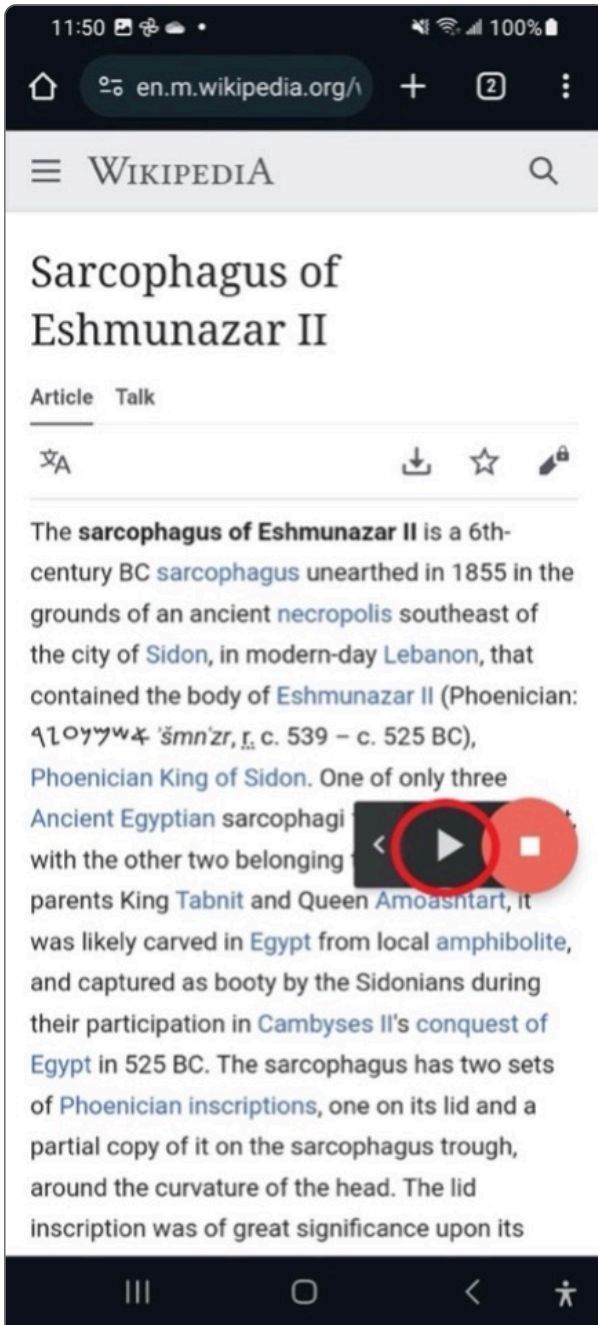 11:50 100%
en.m.wikipedia.org/ 2
WIKIPEDIA
Sarcophagus of
Eshmunazar II
Article Talk
The sarcophagus of Eshmunazar II is a 6th-
century BC sarcophagus unearthed in 1855 in the
grounds of an ancient necropolis southeast of
the city of Sidon, in modern-day Lebanon, that
contained the body of Eshmunazar II (Phoenician:
𐤀𐤔𐤌𐤍𐤏𐤆𐤓 ʾšmnʿzr, r. c. 539 – c. 525 BC),
Phoenician King of Sidon. One of only three
Ancient Egyptian sarcophagi
with the other two belonging
parents King Tabnit and Queen Amoashtart, it
was likely carved in Egypt from local amphibolite,
and captured as booty by the Sidonians during
their participation in Cambyses II's conquest of
Egypt in 525 BC. The sarcophagus has two sets
of Phoenician inscriptions, one on its lid and a
partial copy of it on the sarcophagus trough,
around the curvature of the head. The lid
inscription was of great significance upon its